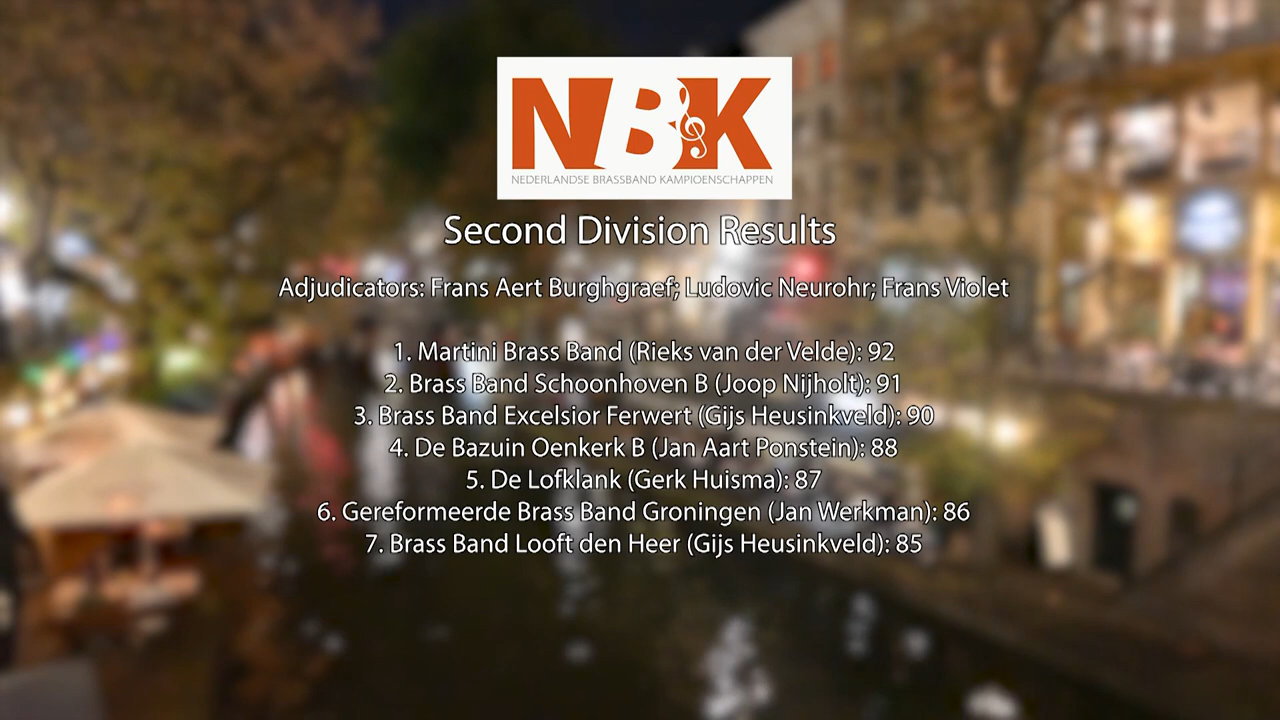 NBK
NEDERLANDSE BRASSBAND KAMPIOENSCHAPPEN
Second Division Results
Adjudicators: Frans Aert Burghgraef; Ludovic Neurohr; Frans Violet
1. Martini Brass Band (Rieks van der Velde): 92
2. Brass Band Schoonhoven B (Joop Nijholt): 91
3. Brass Band Excelsior Ferwert (Gijs Heusinkveld): 90
4. De Bazuin Oenkerk B (Jan Aart Ponstein): 88
5. De Lofklank (Gerk Huisma): 87
6. Gereformeerde Brass Band Groningen (Jan Werkman): 86
7. Brass Band Looft den Heer (Gijs Heusinkveld): 85